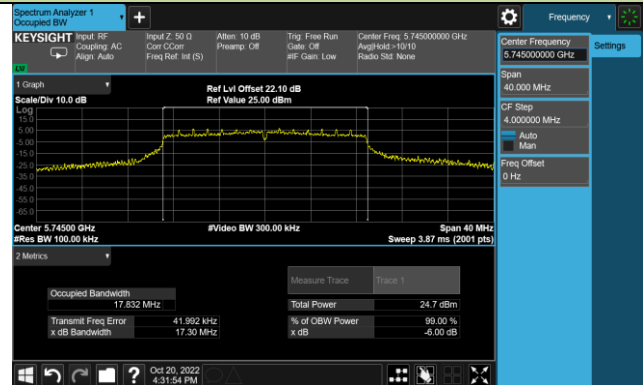 Spectrum Analyzer 1
Occupied BW
Frequency
KEYSIGHT
Input: RF
Coupling: AC
Align: Auto
Input Z: 50 Ω
Corr CCorr
Freq Ref: Int (S)
Atten: 10 dB
Preamp: Off
Trig: Free Run
Gate: Off
#IF Gain: Low
Center Freq: 5.745000000 GHz
Avg|Hold:>10/10
Radio Std: None
LXI
Center Frequency
5.745000000 GHz
Settings
Span
40.000 MHz
CF Step
4.000000 MHz
Auto
Man
Freq Offset
0 Hz
1 Graph
Scale/Div 10.0 dB
Ref Lvl Offset 22.10 dB
Ref Value 25.00 dBm
Log
15.0
5.00
-5.00
-15.0
-25.0
-35.0
-45.0
-55.0
-65.0
Center 5.74500 GHz
#Video BW 300.00 kHz
Span 40 MHz
#Res BW 100.00 kHz
Sweep 3.87 ms (2001 pts)
2 Metrics
Measure Trace
Trace 1
Occupied Bandwidth
17.832 MHz
Total Power
24.7 dBm
Transmit Freq Error
41.992 kHz
% of OBW Power
99.00 %
x dB Bandwidth
17.30 MHz
x dB
-6.00 dB
Oct 20, 2022
4:31:54 PM